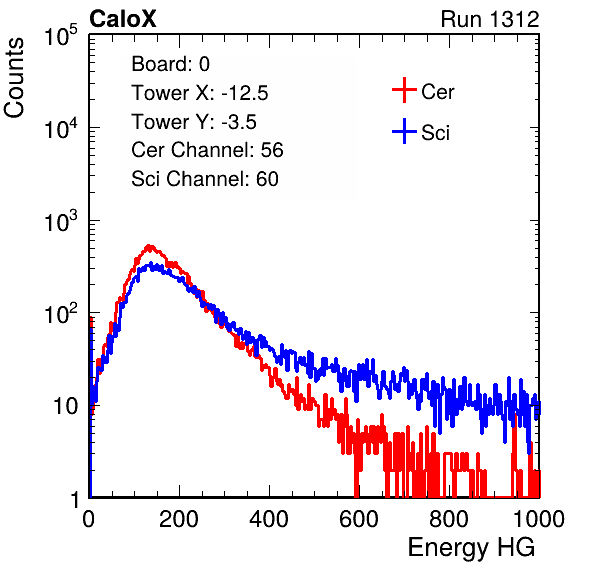 CaloX Run 1312
Counts
10^5
10^4
10^3
10^2
10
1
Board: 0
Tower X: -12.5
Tower Y: -3.5
Cer Channel: 56
Sci Channel: 60
Cer
Sci
0 200 400 600 800 1000
Energy HG